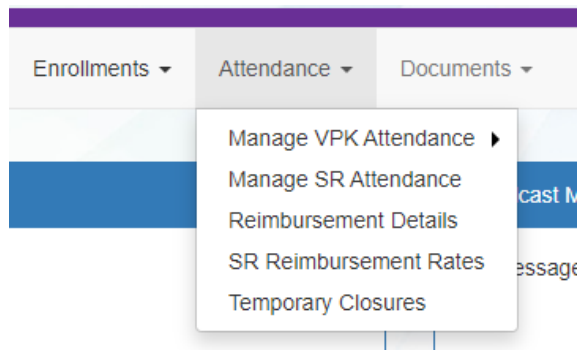 Enrollments Attendance Documents
Manage VPK Attendance
Manage SR Attendance
Reimbursement Details
SR Reimbursement Rates
Temporary Closures